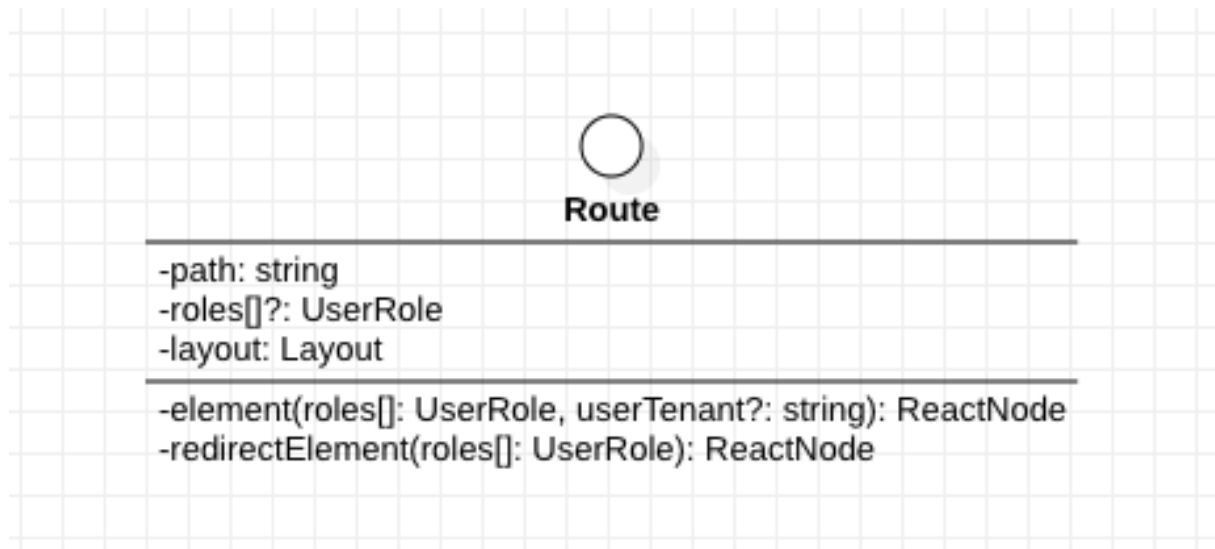 Route
-path: string
-roles[]?: UserRole
-layout: Layout
-element(roles[]: UserRole, userTenant?: string): ReactNode
-redirectElement(roles[]: UserRole): ReactNode